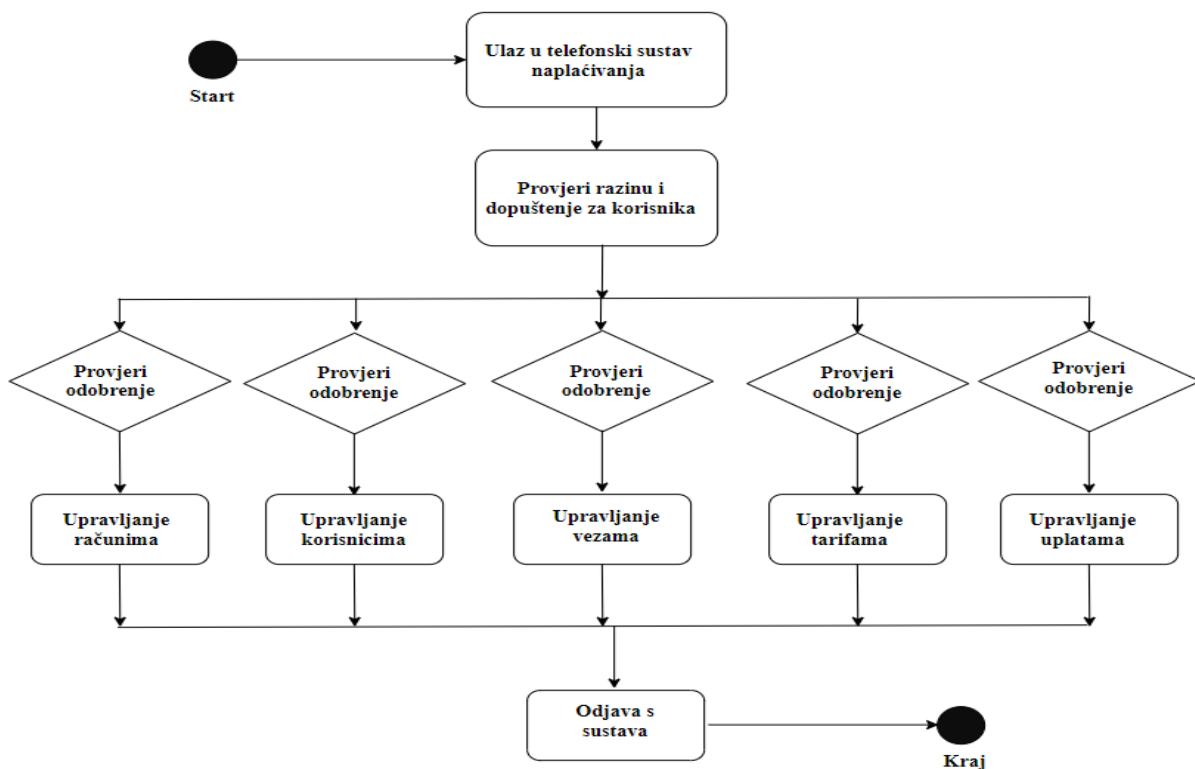 Ulaz u telefonski sustav
naplaćivanja
Start
Provjeri razinu i
dopuštenje za korisnika
Provjeri
odobrenje
Provjeri
odobrenje
Provjeri
odobrenje
Provjeri
odobrenje
Provjeri
odobrenje
Upravljanje
računima
Upravljanje
korisnicima
Upravljanje
vezama
Upravljanje
tarifama
Upravljanje
uplatama
Odjava s
sustava
Kraj